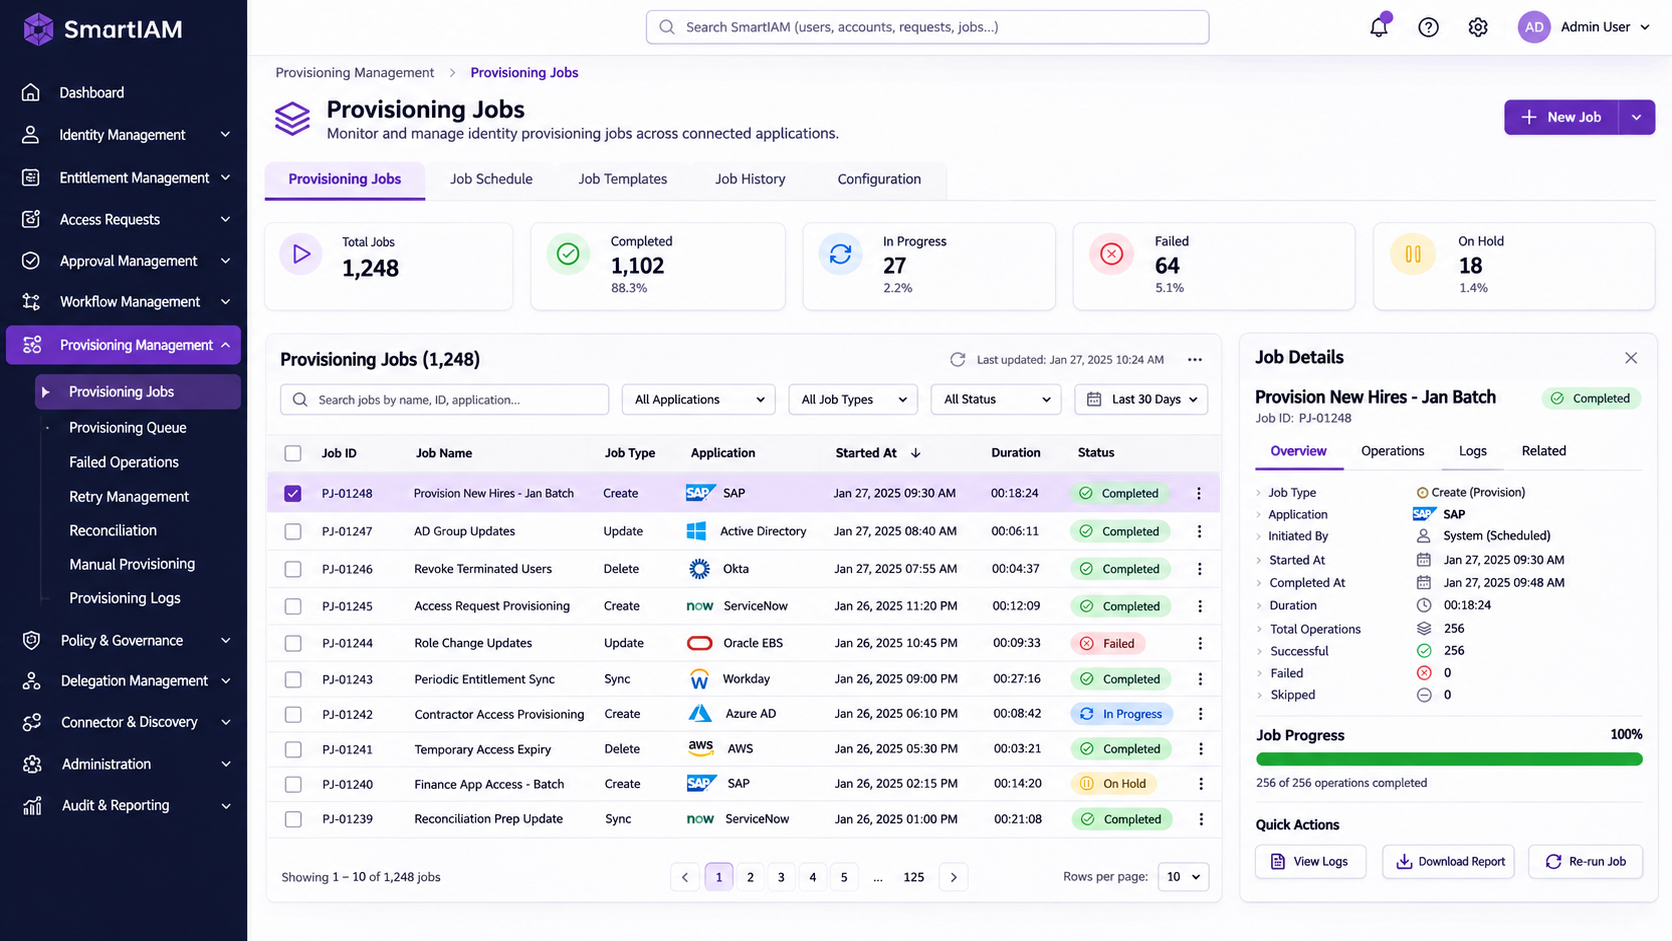 SmartIAM
Search SmartIAM (users, accounts, requests, jobs...)
AD
Admin User
Dashboard
Identity Management
Entitlement Management
Access Requests
Approval Management
Workflow Management
Provisioning Management
Provisioning Jobs
Provisioning Queue
Failed Operations
Retry Management
Reconciliation
Manual Provisioning
Provisioning Logs
Policy & Governance
Delegation Management
Connector & Discovery
Administration
Audit & Reporting
Provisioning Management > Provisioning Jobs
Provisioning Jobs
Monitor and manage identity provisioning jobs across connected applications.
+ New Job
Provisioning Jobs Job Schedule Job Templates Job History Configuration
Total Jobs
1,248
Completed
1,102
88.3%
In Progress
27
2.2%
Failed
64
5.1%
On Hold
18
1.4%
Provisioning Jobs (1,248)
Last updated: Jan 27, 2025 10:24 AM
Search jobs by name, ID, application...
All Applications
All Job Types
All Status
Last 30 Days
Job ID Job Name Job Type Application Started At Duration Status
PJ-01248 Provision New Hires - Jan Batch Create SAP SAP Jan 27, 2025 09:30 AM 00:18:24 Completed
PJ-01247 AD Group Updates Update Active Directory Jan 27, 2025 08:40 AM 00:06:11 Completed
PJ-01246 Revoke Terminated Users Delete Okta Jan 27, 2025 07:55 AM 00:04:37 Completed
PJ-01245 Access Request Provisioning Create now ServiceNow Jan 26, 2025 11:20 PM 00:12:09 Completed
PJ-01244 Role Change Updates Update Oracle EBS Jan 26, 2025 10:45 PM 00:09:33 Failed
PJ-01243 Periodic Entitlement Sync Sync W Workday Jan 26, 2025 09:00 PM 00:27:16 Completed
PJ-01242 Contractor Access Provisioning Create Azure AD Jan 26, 2025 06:10 PM 00:08:42 In Progress
PJ-01241 Temporary Access Expiry Delete aws AWS Jan 26, 2025 05:30 PM 00:03:21 Completed
PJ-01240 Finance App Access - Batch Create SAP SAP Jan 26, 2025 02:15 PM 00:14:20 On Hold
PJ-01239 Reconciliation Prep Update Sync now ServiceNow Jan 26, 2025 01:00 PM 00:21:08 Completed
Showing 1 – 10 of 1,248 jobs
1 2 3 4 5 ... 125
Rows per page: 10
Job Details
Provision New Hires - Jan Batch
Completed
Job ID: PJ-01248
Overview Operations Logs Related
Job Type Create (Provision)
Application SAP SAP
Initiated By System (Scheduled)
Started At Jan 27, 2025 09:30 AM
Completed At Jan 27, 2025 09:48 AM
Duration 00:18:24
Total Operations 256
Successful 256
Failed 0
Skipped 0
Job Progress 100%
256 of 256 operations completed
Quick Actions
View Logs
Download Report
Re-run Job